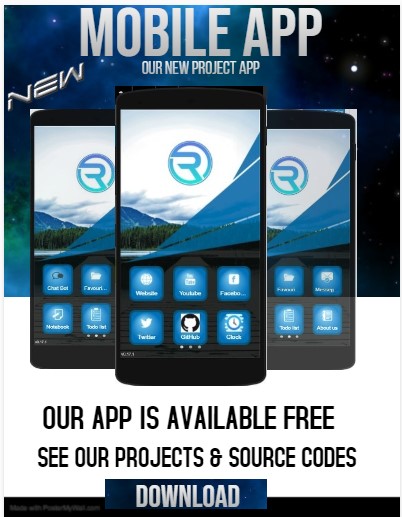 MOBILE APP
OUR NEW PROJECT APP
NEW
Chat Bot
Favouri...
Notebook
Todo list
Website
Youtube
Facebo...
Twitter
GitHub
Clock
Favouri
Todo list
About us
OUR APP IS AVAILABLE FREE
SEE OUR PROJECTS & SOURCE CODES
DOWNLOAD
Made with PosterMyWall.com